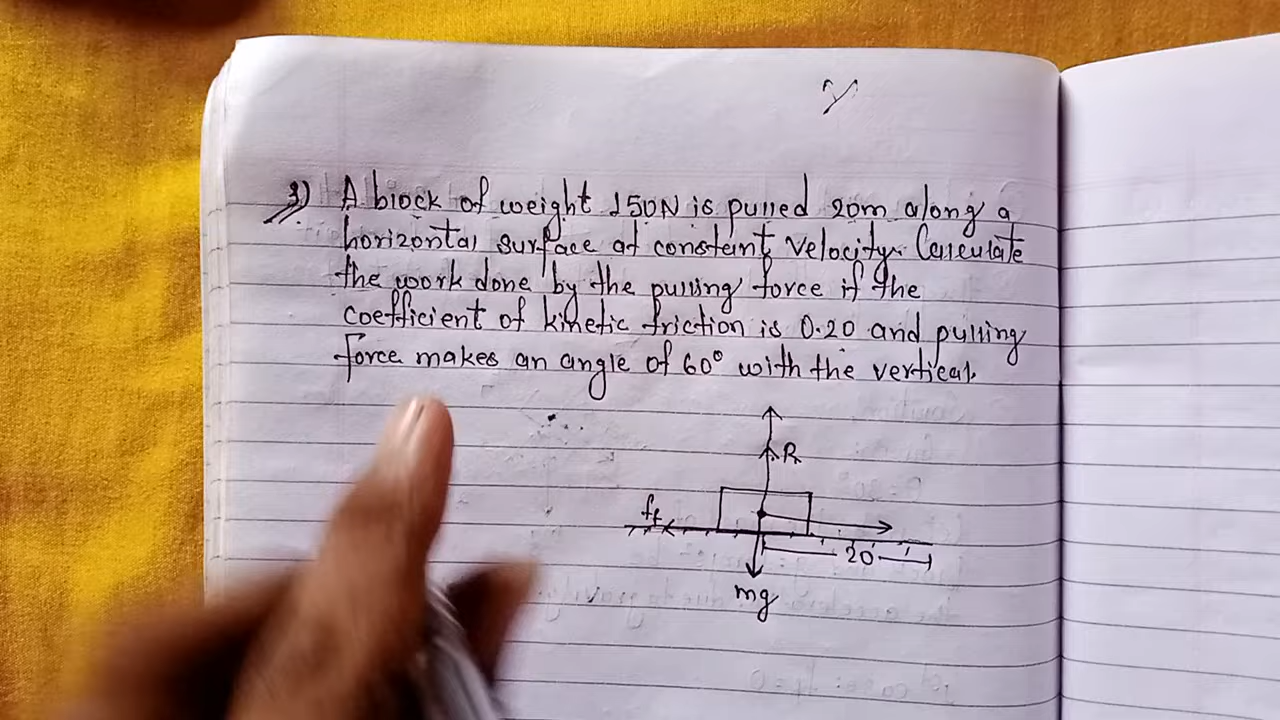 3) A block of weight 150N is pulled 20m along a
horizontal surface at constant velocity. Calculate
the work done by the pulling force if the
coefficient of kinetic friction is 0.20 and pulling
force makes an angle of 60° with the vertical.
R
20
mg